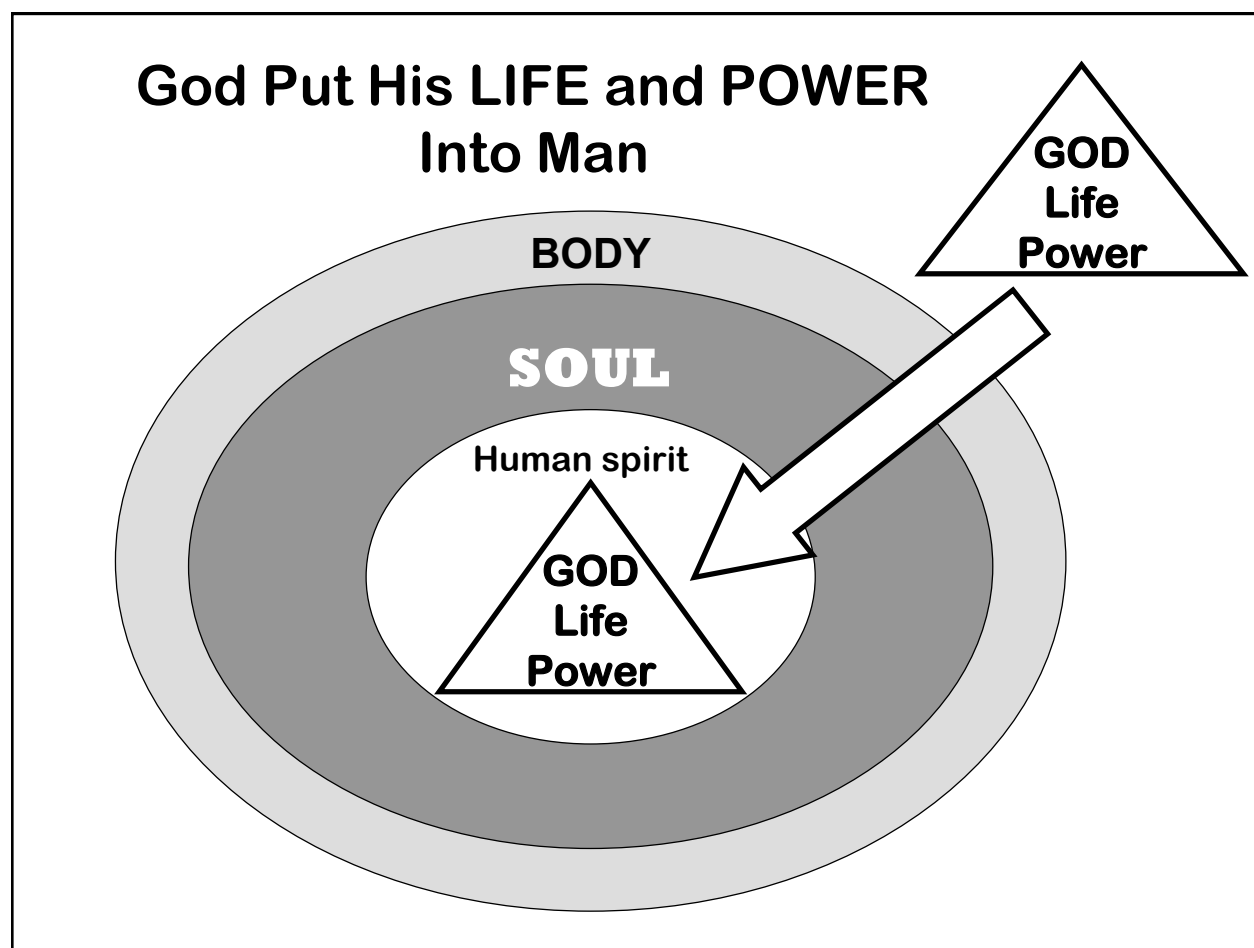 God Put His LIFE and POWER
Into Man
GOD
Life
Power
BODY
SOUL
Human spirit
GOD
Life
Power